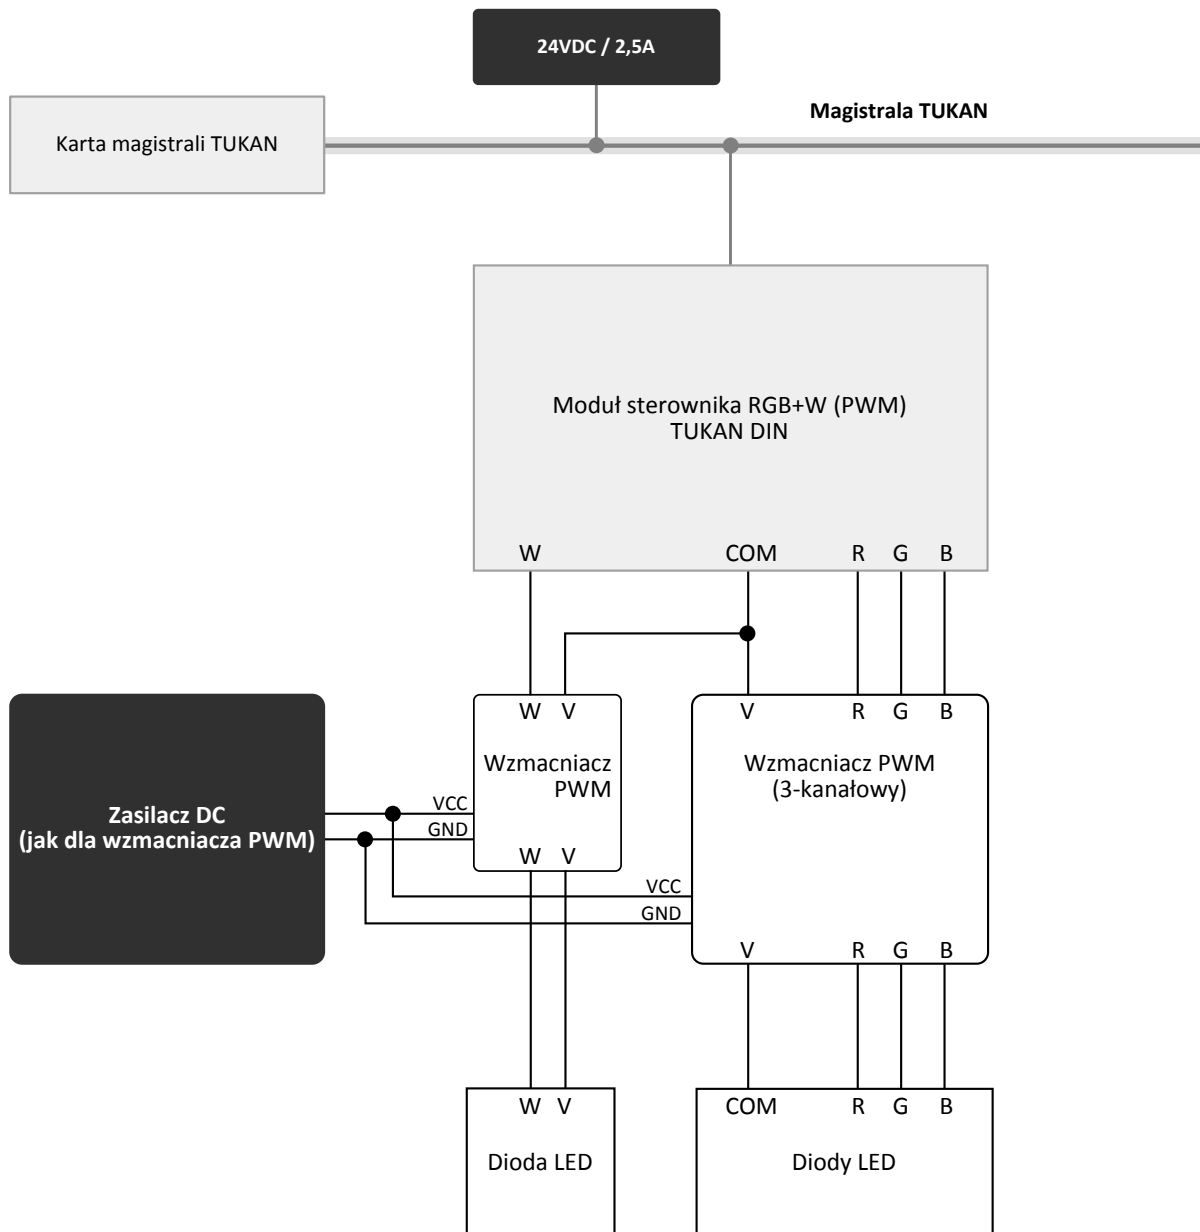 24VDC / 2,5A
Magistrala TUKAN
Karta magistrali TUKAN
Moduł sterownika RGB+W (PWM)
TUKAN DIN
W COM R G B
W V
V R G B
Wzmacniacz
PWM
Wzmacniacz PWM
(3-kanałowy)
Zasilacz DC
(jak dla wzmacniacza PWM)
VCC
GND
W V
VCC
GND
V R G B
W V
COM R G B
Dioda LED
Diody LED